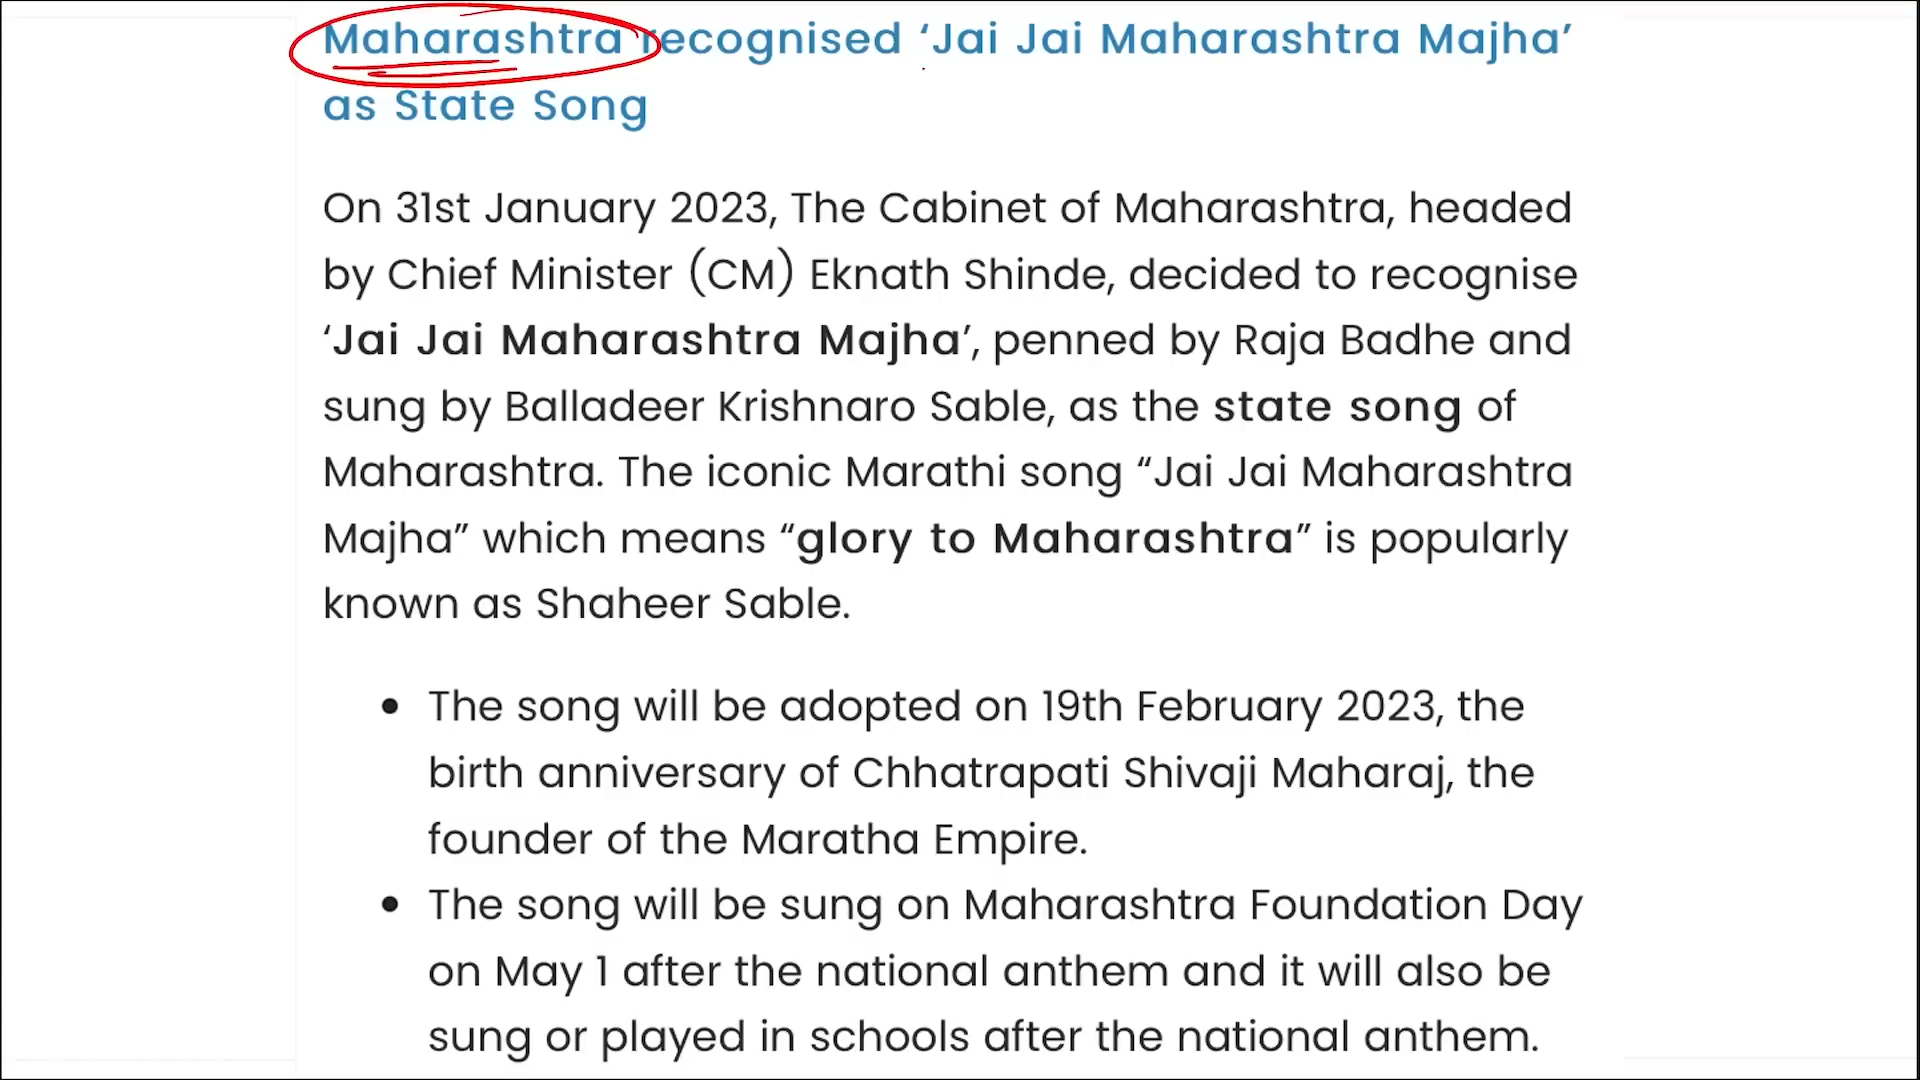 Maharashtra recognised ‘Jai Jai Maharashtra Majha’
as State Song
On 31st January 2023, The Cabinet of Maharashtra, headed
by Chief Minister (CM) Eknath Shinde, decided to recognise
‘Jai Jai Maharashtra Majha’, penned by Raja Badhe and
sung by Balladeer Krishnaro Sable, as the state song of
Maharashtra. The iconic Marathi song “Jai Jai Maharashtra
Majha” which means “glory to Maharashtra” is popularly
known as Shaheer Sable.
• The song will be adopted on 19th February 2023, the
birth anniversary of Chhatrapati Shivaji Maharaj, the
founder of the Maratha Empire.
• The song will be sung on Maharashtra Foundation Day
on May 1 after the national anthem and it will also be
sung or played in schools after the national anthem.